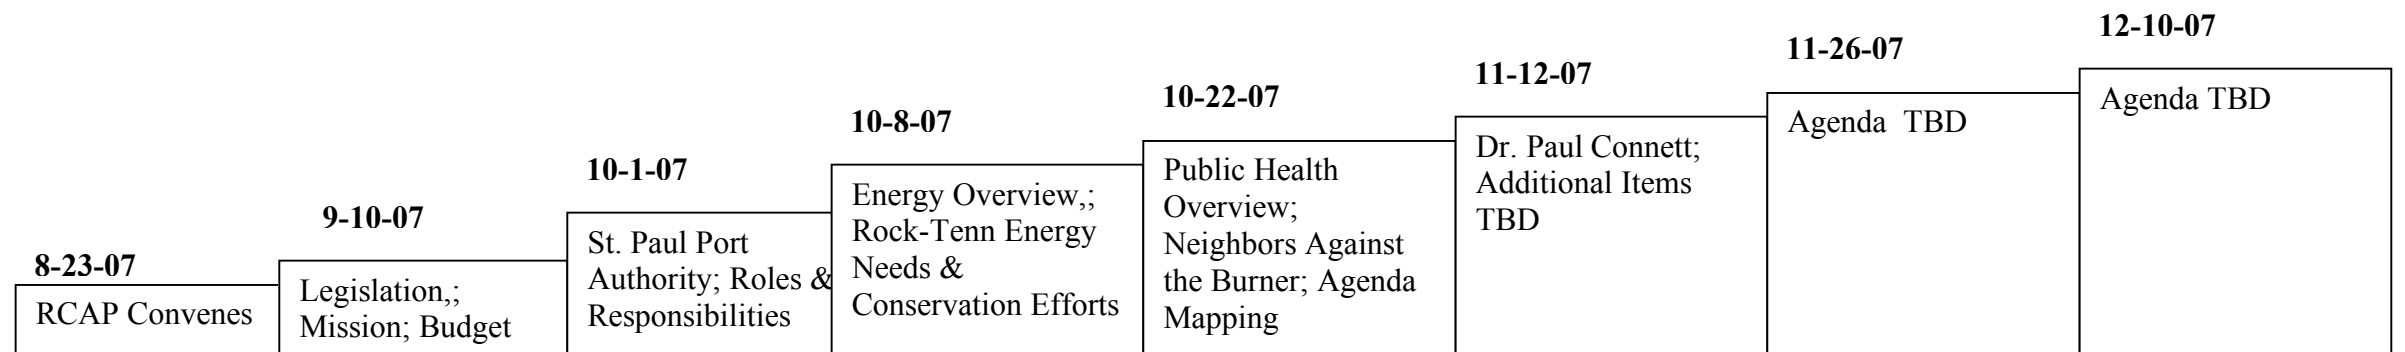 8-23-07
RCAP Convenes
9-10-07
Legislation,;
Mission; Budget
10-1-07
St. Paul Port
Authority; Roles &
Responsibilities
10-8-07
Energy Overview,;
Rock-Tenn Energy
Needs &
Conservation Efforts
10-22-07
Public Health
Overview;
Neighbors Against
the Burner; Agenda
Mapping
11-12-07
Dr. Paul Connett;
Additional Items
TBD
11-26-07
Agenda  TBD
12-10-07
Agenda TBD